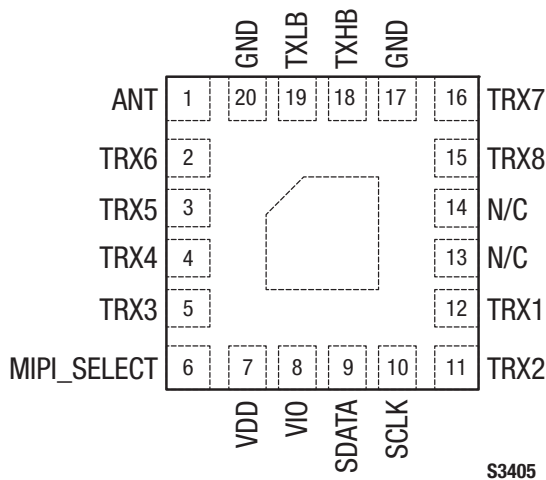 GND TXLB TXHB GND
ANT 1 20 19 18 17 16 TRX7
TRX6 2 15 TRX8
TRX5 3 14 N/C
TRX4 4 13 N/C
TRX3 5 12 TRX1
MIPI_SELECT 6 7 8 9 10 11 TRX2
VDD VIO SDATA SCLK
S3405